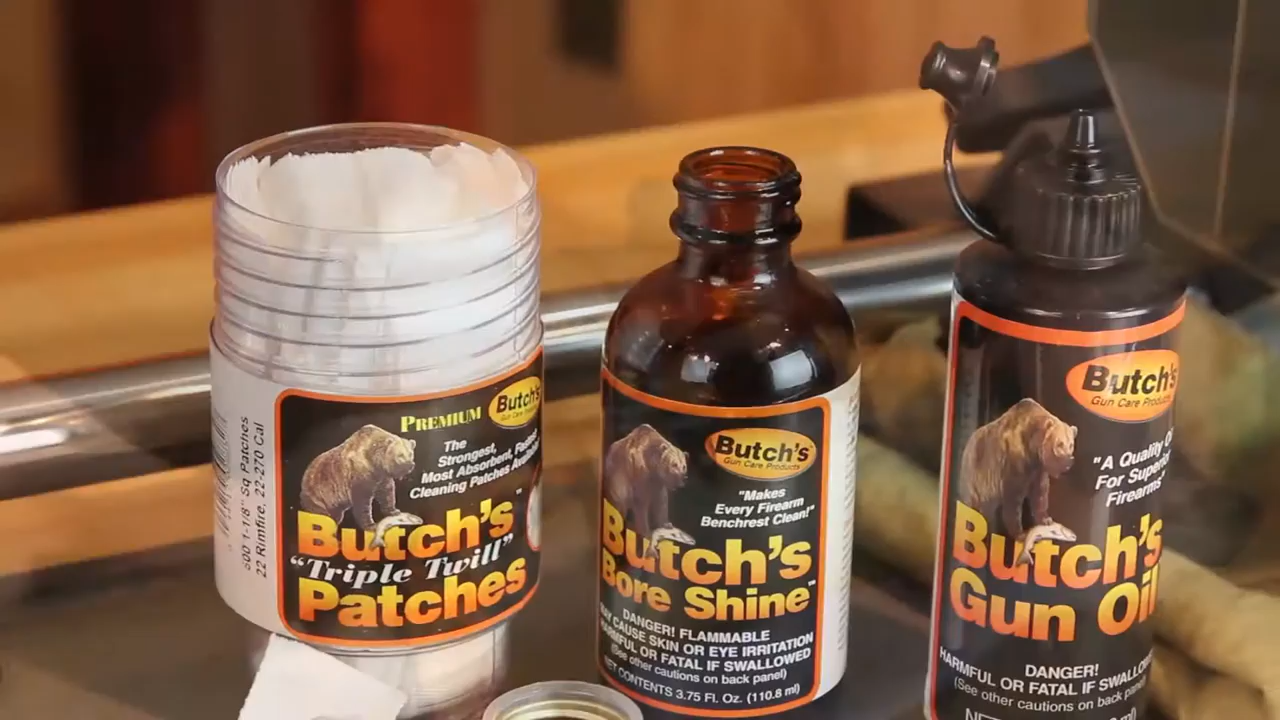 600 1-1/8" Sq Patches
22 Rimfire, 22-270 Cal
PREMIUM
Butch's
Gun Care
The
Strongest,
Most Absorbent,
Cleaning Patches
Butch's™
"Triple Twill"
Patches
Butch's
Gun Care Products
"Makes
Every Firearm
Benchrest Clean!"
Butch's
Bore Shine™
DANGER! FLAMMABLE
MAY CAUSE SKIN OR EYE IRRITATION
HARMFUL OR FATAL IF SWALLOWED
(See other cautions on back panel)
NET CONTENTS 3.75 Fl. Oz. (110.8 ml)
Butch's
Gun Care Products
"A Quality
For Superior
Firearms"
Butch's
Gun Oil
DANGER!
HARMFUL OR FATAL IF SWALLOWED
(See other cautions on back panel)